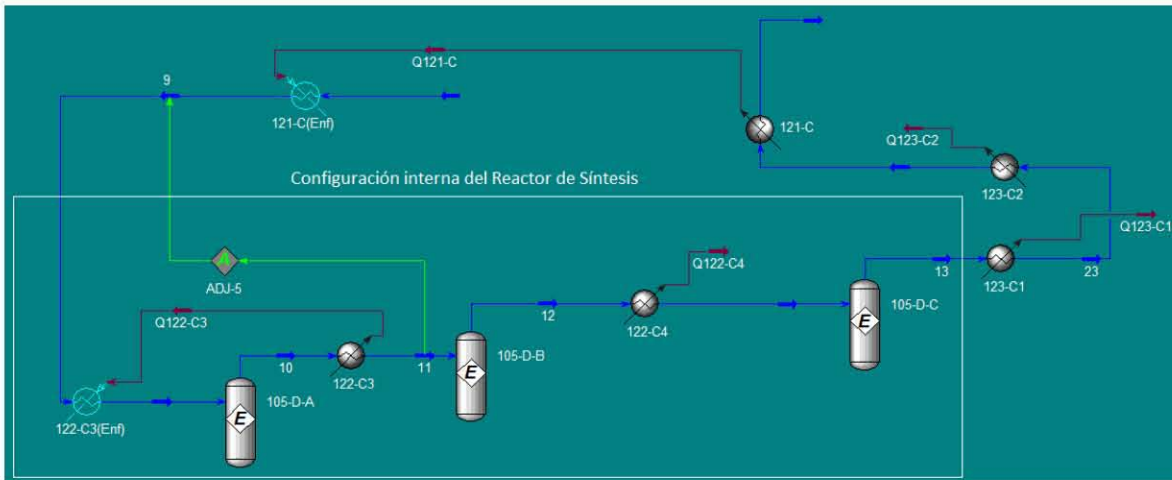 Q121-C
9
121-C(Enf)
121-C
Q123-C2
123-C2
Configuración interna del Reactor de Síntesis
Q123-C1
13
123-C1
23
ADJ-5
Q122-C4
12
122-C4
105-D-C
Q122-C3
10
122-C3
11
105-D-B
122-C3(Enf)
105-D-A
E
E
E
A